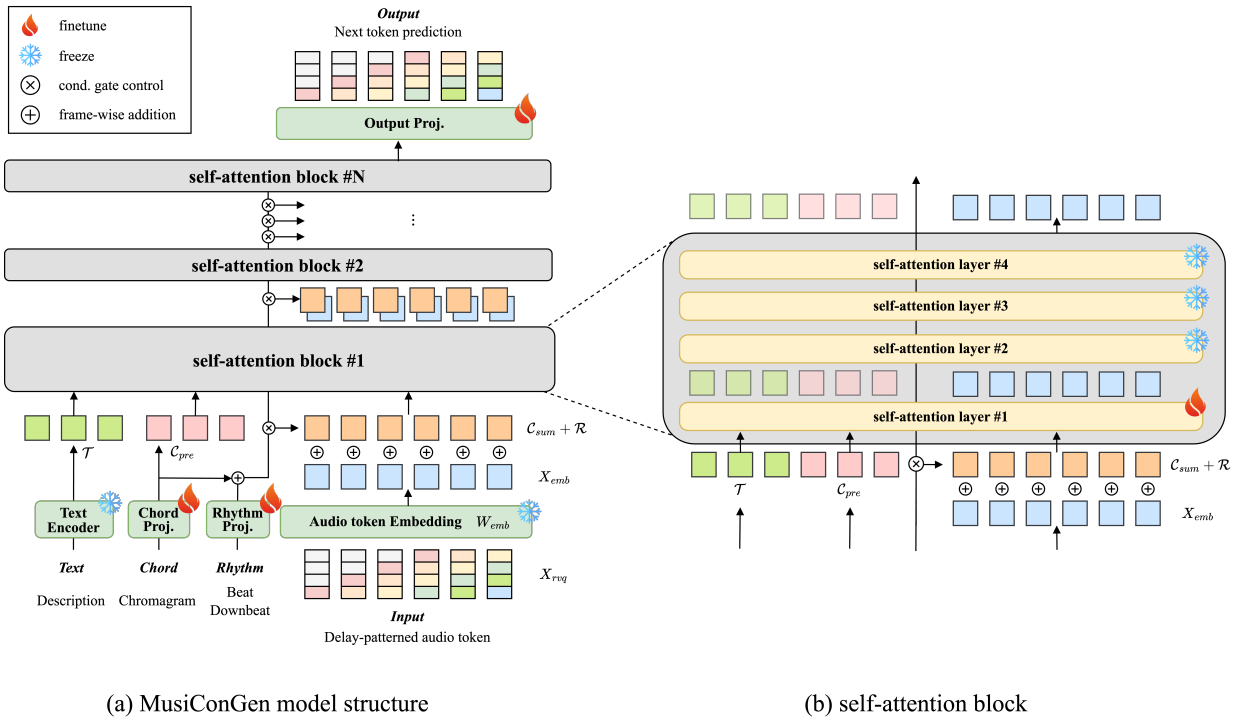 finetune
freeze
cond. gate control
frame-wise addition
Output
Next token prediction
Output Proj.
self-attention block #N
...
self-attention block #2
self-attention block #1
𝒯
𝒞pre
𝒞sum + ℛ
Xemb
Text
Encoder
Chord
Proj.
Rhythm
Proj.
Audio token Embedding Wemb
Text
Chord
Rhythm
Description
Chromagram
Beat
Downbeat
Xrvq
Input
Delay-patterned audio token
(a) MusiConGen model structure
self-attention layer #4
self-attention layer #3
self-attention layer #2
self-attention layer #1
𝒯
𝒞pre
𝒞sum + ℛ
Xemb
(b) self-attention block